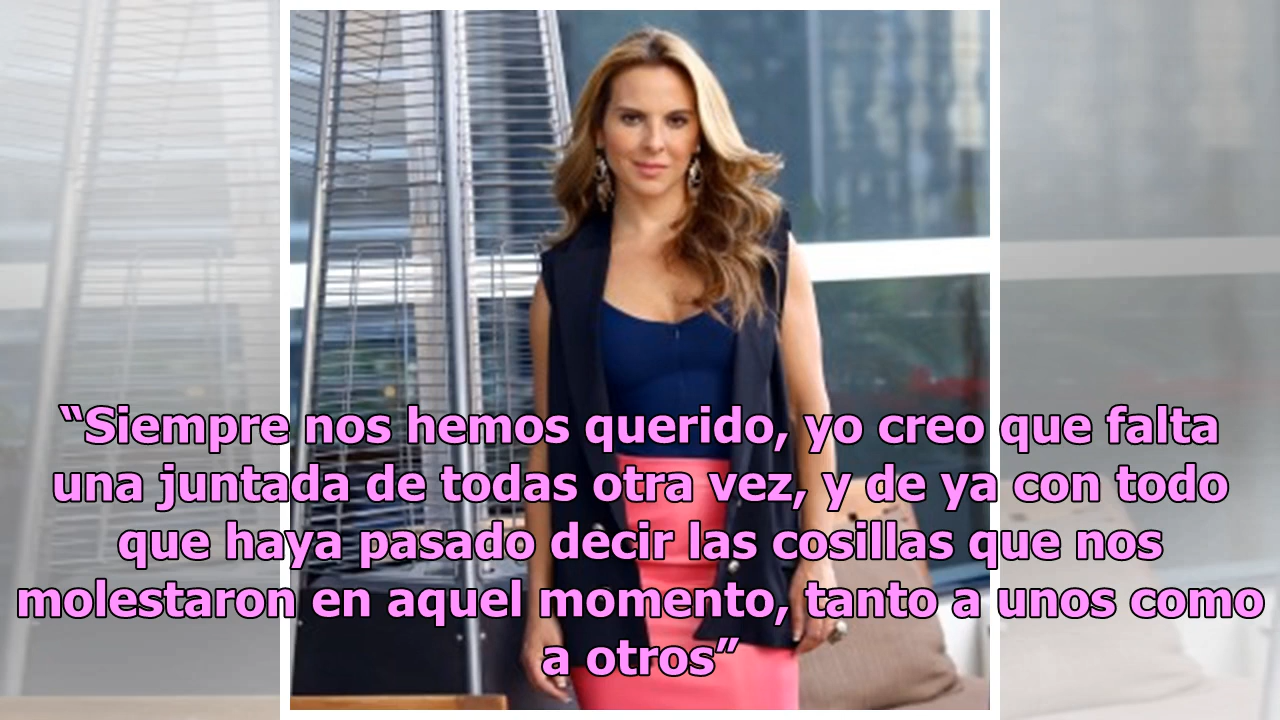 “Siempre nos hemos querido, yo creo que falta
una juntada de todas otra vez, y de ya con todo
que haya pasado decir las cosillas que nos
molestaron en aquel momento, tanto a unos como
a otros”